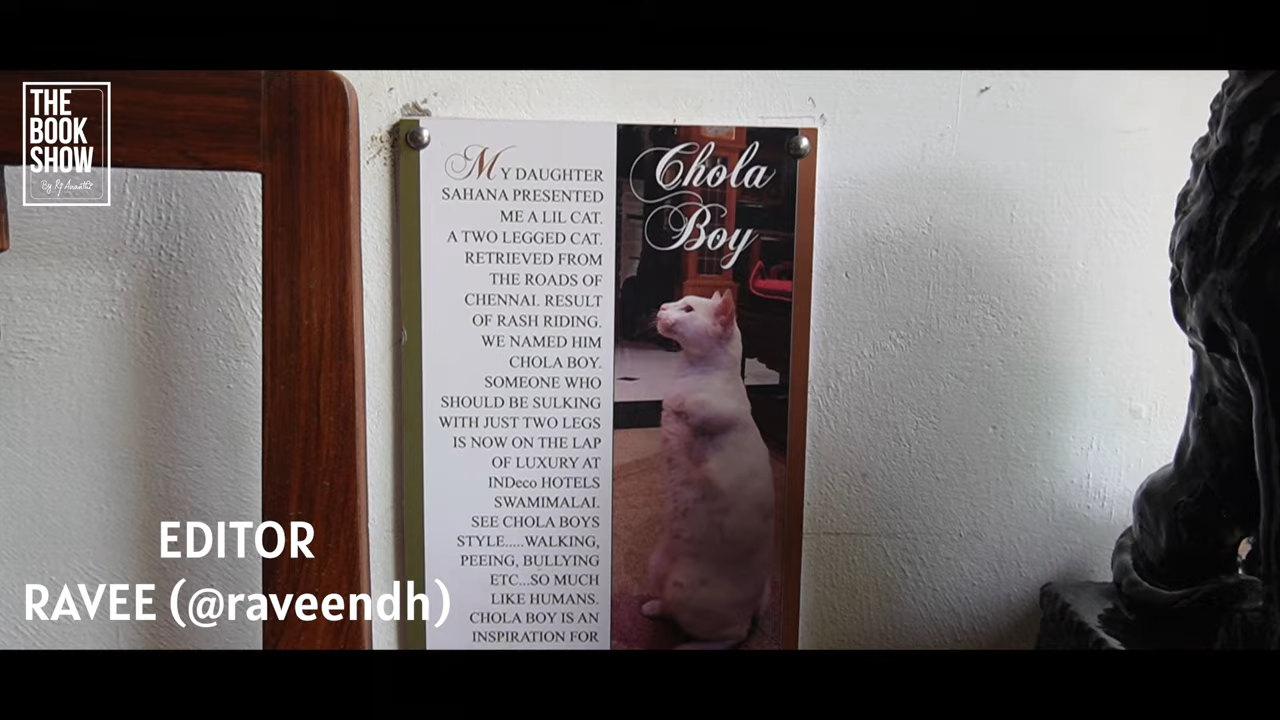 THE
BOOK
SHOW
By Rj Ananthi
MY DAUGHTER
SAHANA PRESENTED
ME A LIL CAT.
A TWO LEGGED CAT.
RETRIEVED FROM
THE ROADS OF
CHENNAI. RESULT
OF RASH RIDING.
WE NAMED HIM
CHOLA BOY.
SOMEONE WHO
SHOULD BE SULKING
WITH JUST TWO LEGS
IS NOW ON THE LAP
OF LUXURY AT
INDeco HOTELS
SWAMIMALAI.
SEE CHOLA BOYS
STYLE.....WALKING,
PEEING, BULLYING
ETC...SO MUCH
LIKE HUMANS.
CHOLA BOY IS AN
INSPIRATION FOR
Chola
Boy
EDITOR
RAVEE (@raveendh)